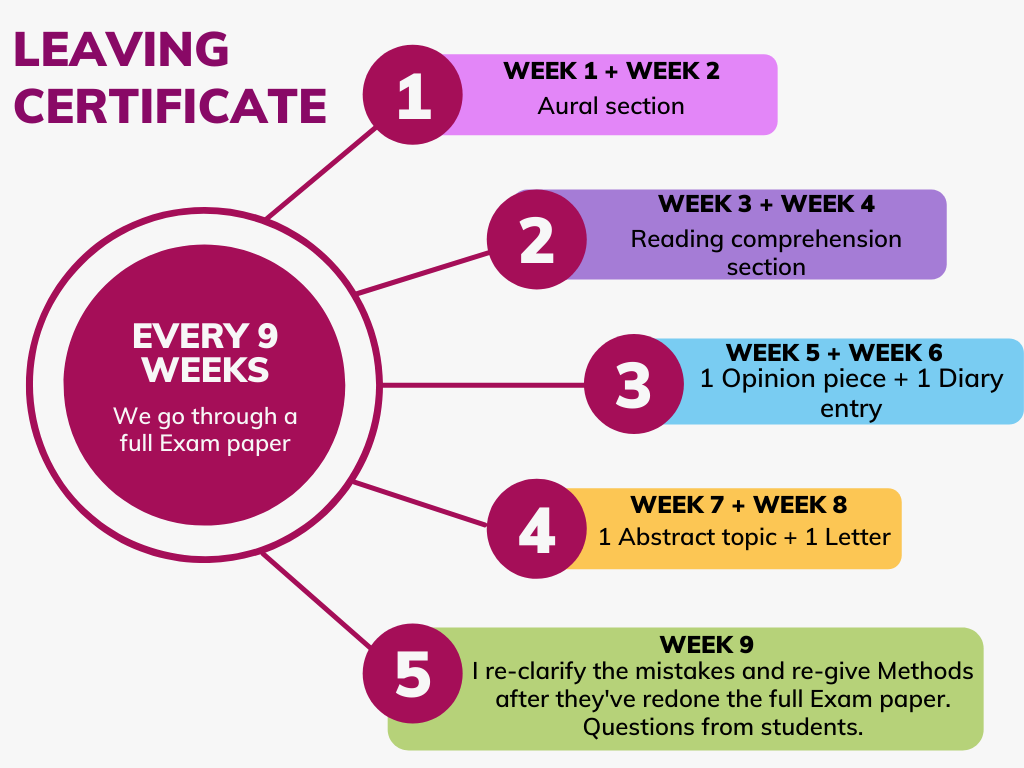 LEAVING
CERTIFICATE
EVERY 9
WEEKS
We go through a
full Exam paper
1
WEEK 1 + WEEK 2
Aural section
2
WEEK 3 + WEEK 4
Reading comprehension
section
3
WEEK 5 + WEEK 6
1 Opinion piece + 1 Diary
entry
4
WEEK 7 + WEEK 8
1 Abstract topic + 1 Letter
5
WEEK 9
I re-clarify the mistakes and re-give Methods
after they've redone the full Exam paper.
Questions from students.